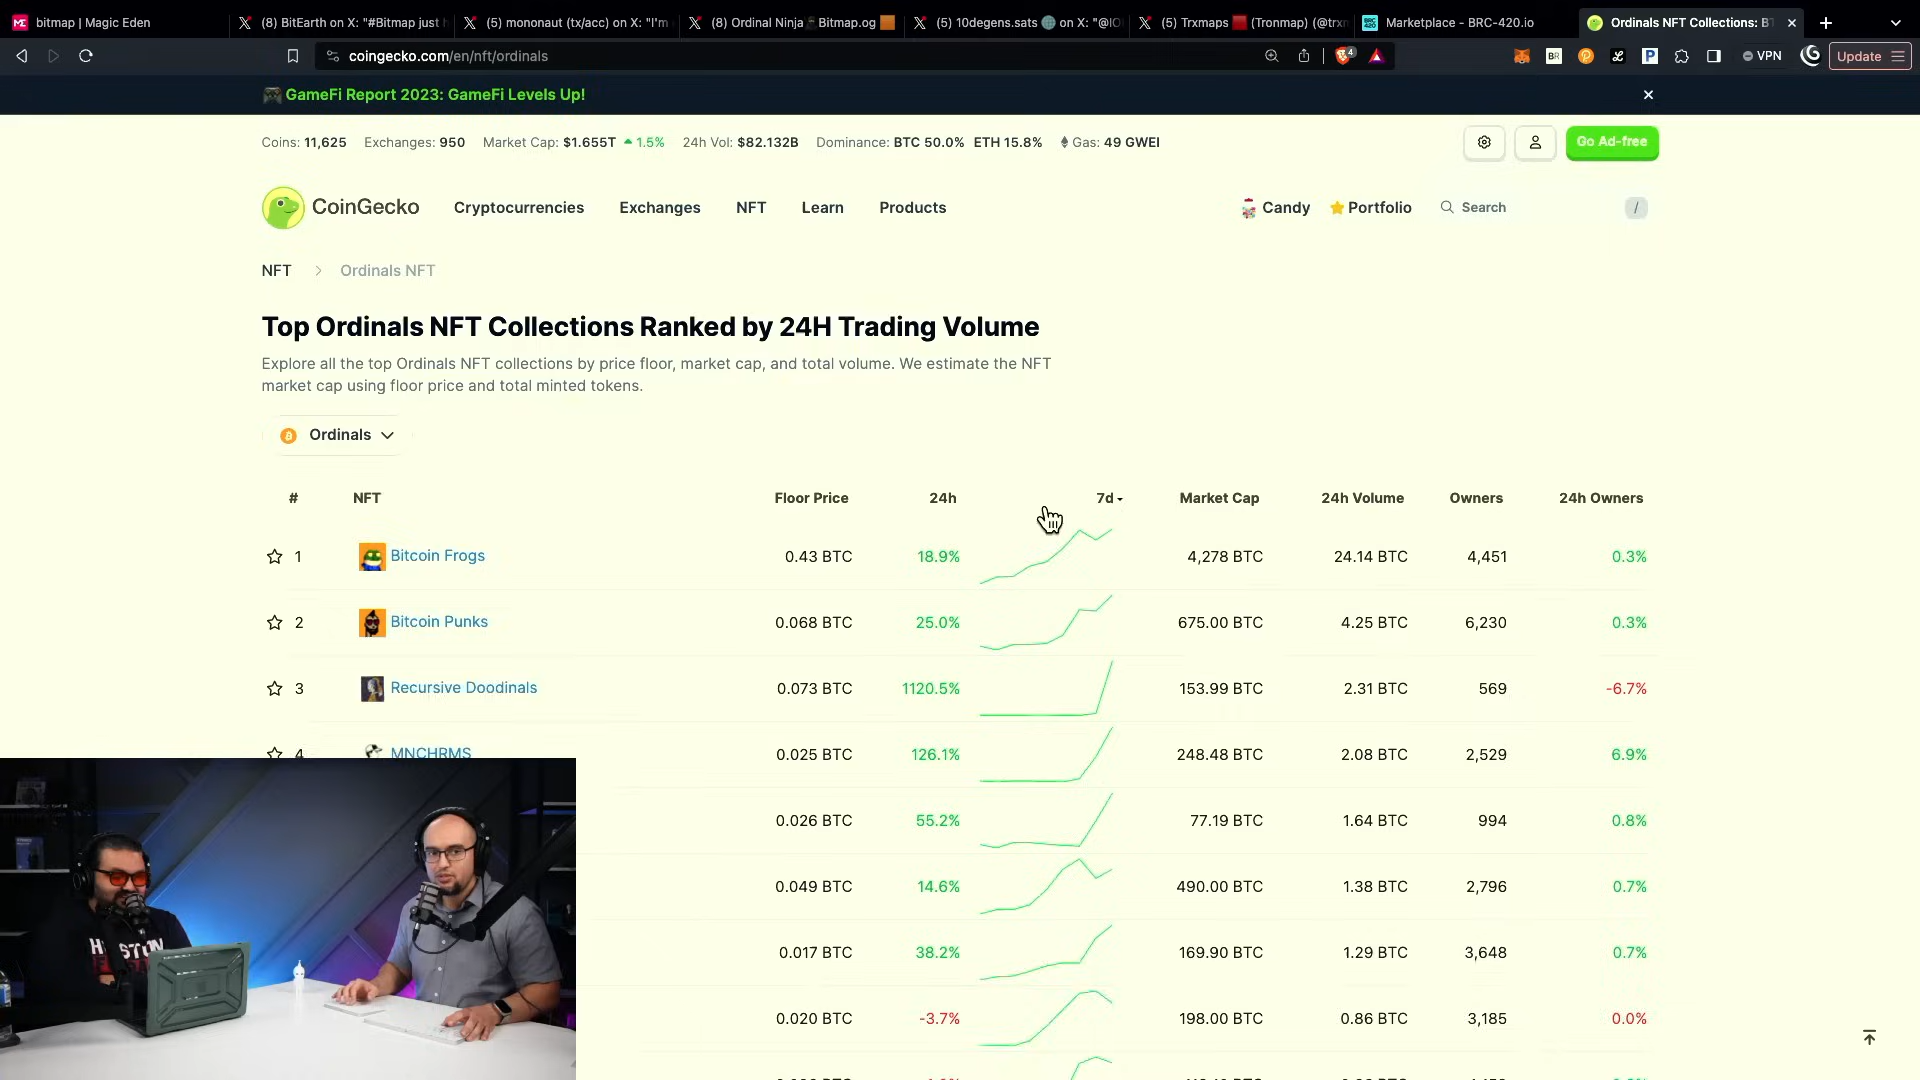 bitmap | Magic Eden
(8) BitEarth on X: "#Bitmap just h
(5) mononaut (tx/acc) on X: "I'm
(8) Ordinal Ninja Bitmap.og
(5) 10degens.sats on X: "@IO
(5) Trxmaps (Tronmap) (@trxm
Marketplace - BRC-420.io
Ordinals NFT Collections: BT
coingecko.com/en/nft/ordinals
4
BR
VPN
Update
GameFi Report 2023: GameFi Levels Up!
Coins: 11,625 Exchanges: 950 Market Cap: $1.655T 1.5% 24h Vol: $82.132B Dominance: BTC 50.0% ETH 15.8% Gas: 49 GWEI
Go Ad-free
CoinGecko Cryptocurrencies Exchanges NFT Learn Products Candy Portfolio Search /
NFT > Ordinals NFT
Top Ordinals NFT Collections Ranked by 24H Trading Volume
Explore all the top Ordinals NFT collections by price floor, market cap, and total volume. We estimate the NFT
market cap using floor price and total minted tokens.
Ordinals
# NFT Floor Price 24h 7d Market Cap 24h Volume Owners 24h Owners
1 Bitcoin Frogs 0.43 BTC 18.9% 4,278 BTC 24.14 BTC 4,451 0.3%
2 Bitcoin Punks 0.068 BTC 25.0% 675.00 BTC 4.25 BTC 6,230 0.3%
3 Recursive Doodinals 0.073 BTC 1120.5% 153.99 BTC 2.31 BTC 569 -6.7%
4 MNCHRMS 0.025 BTC 126.1% 248.48 BTC 2.08 BTC 2,529 6.9%
0.026 BTC 55.2% 77.19 BTC 1.64 BTC 994 0.8%
0.049 BTC 14.6% 490.00 BTC 1.38 BTC 2,796 0.7%
0.017 BTC 38.2% 169.90 BTC 1.29 BTC 3,648 0.7%
0.020 BTC -3.7% 198.00 BTC 0.86 BTC 3,185 0.0%